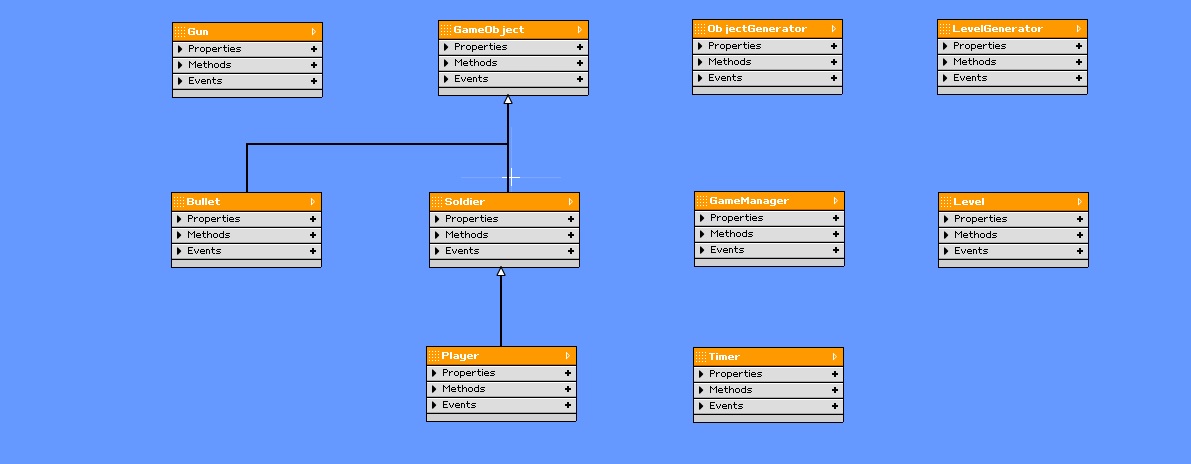 Gun
Properties
Methods
Events
GameObject
Properties
Methods
Events
ObjectGenerator
Properties
Methods
Events
LevelGenerator
Properties
Methods
Events
Bullet
Properties
Methods
Events
Soldier
Properties
Methods
Events
GameManager
Properties
Methods
Events
Level
Properties
Methods
Events
Player
Properties
Methods
Events
Timer
Properties
Methods
Events